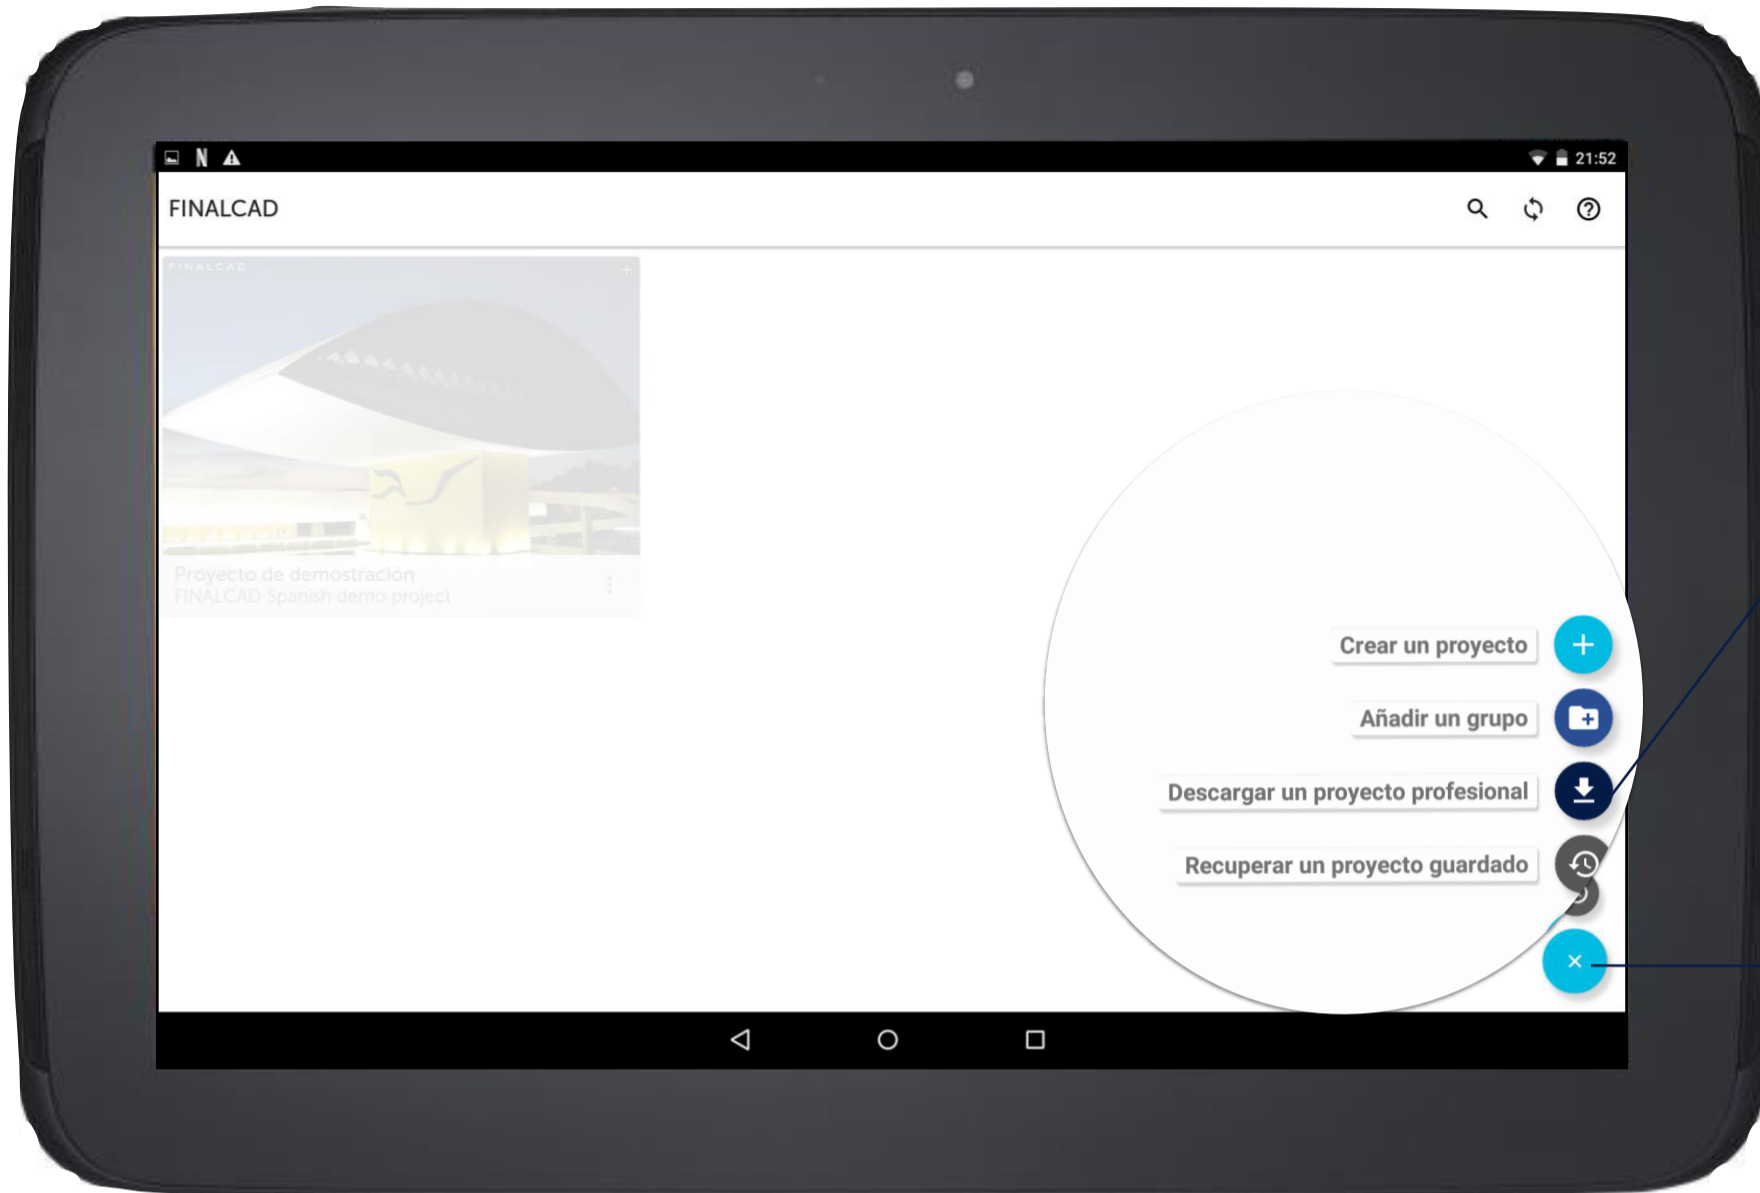 21:52
FINALCAD
FINALCAD
Proyecto de demostración
FINALCAD Spanish demo project
Crear un proyecto
Añadir un grupo
Descargar un proyecto profesional
Recuperar un proyecto guardado